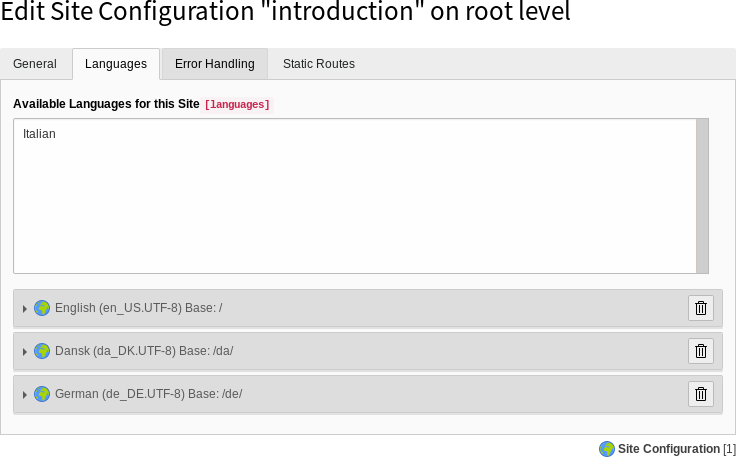 Edit Site Configuration "introduction" on root level
General Languages Error Handling Static Routes
Available Languages for this Site [languages]
Italian
English (en_US.UTF-8) Base: /
Dansk (da_DK.UTF-8) Base: /da/
German (de_DE.UTF-8) Base: /de/
Site Configuration [1]